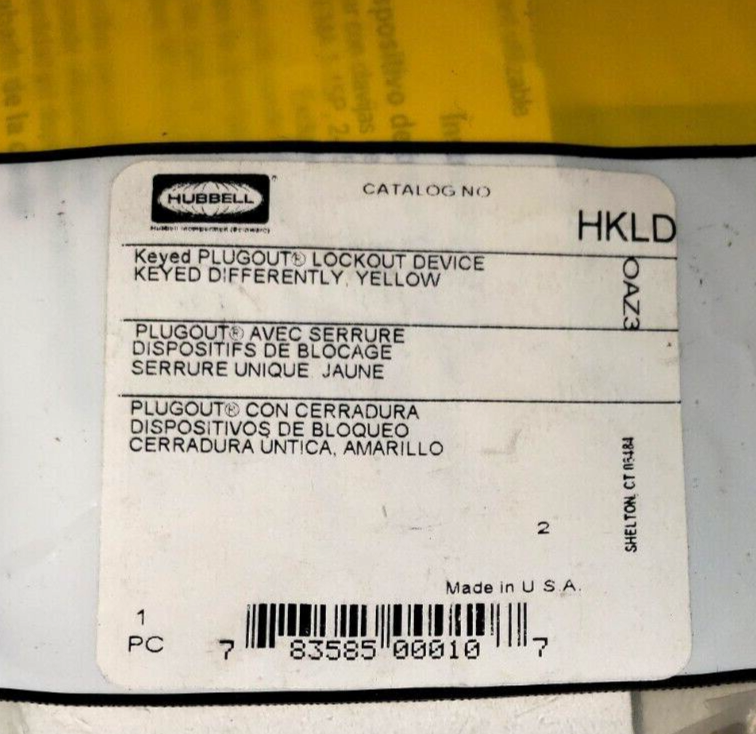 HUBBELL
CATALOG NO
HKLD
Keyed PLUGOUT® LOCKOUT DEVICE
KEYED DIFFERENTLY, YELLOW
OAZ3
PLUGOUT® AVEC SERRURE
DISPOSITIFS DE BLOCAGE
SERRURE UNIQUE JAUNE
PLUGOUT® CON CERRADURA
DISPOSITIVOS DE BLOQUEO
CERRADURA UNTICA, AMARILLO
SHELTON, CT 06484
2
Made in U.S.A.
1
PC
7 83585 00010 7